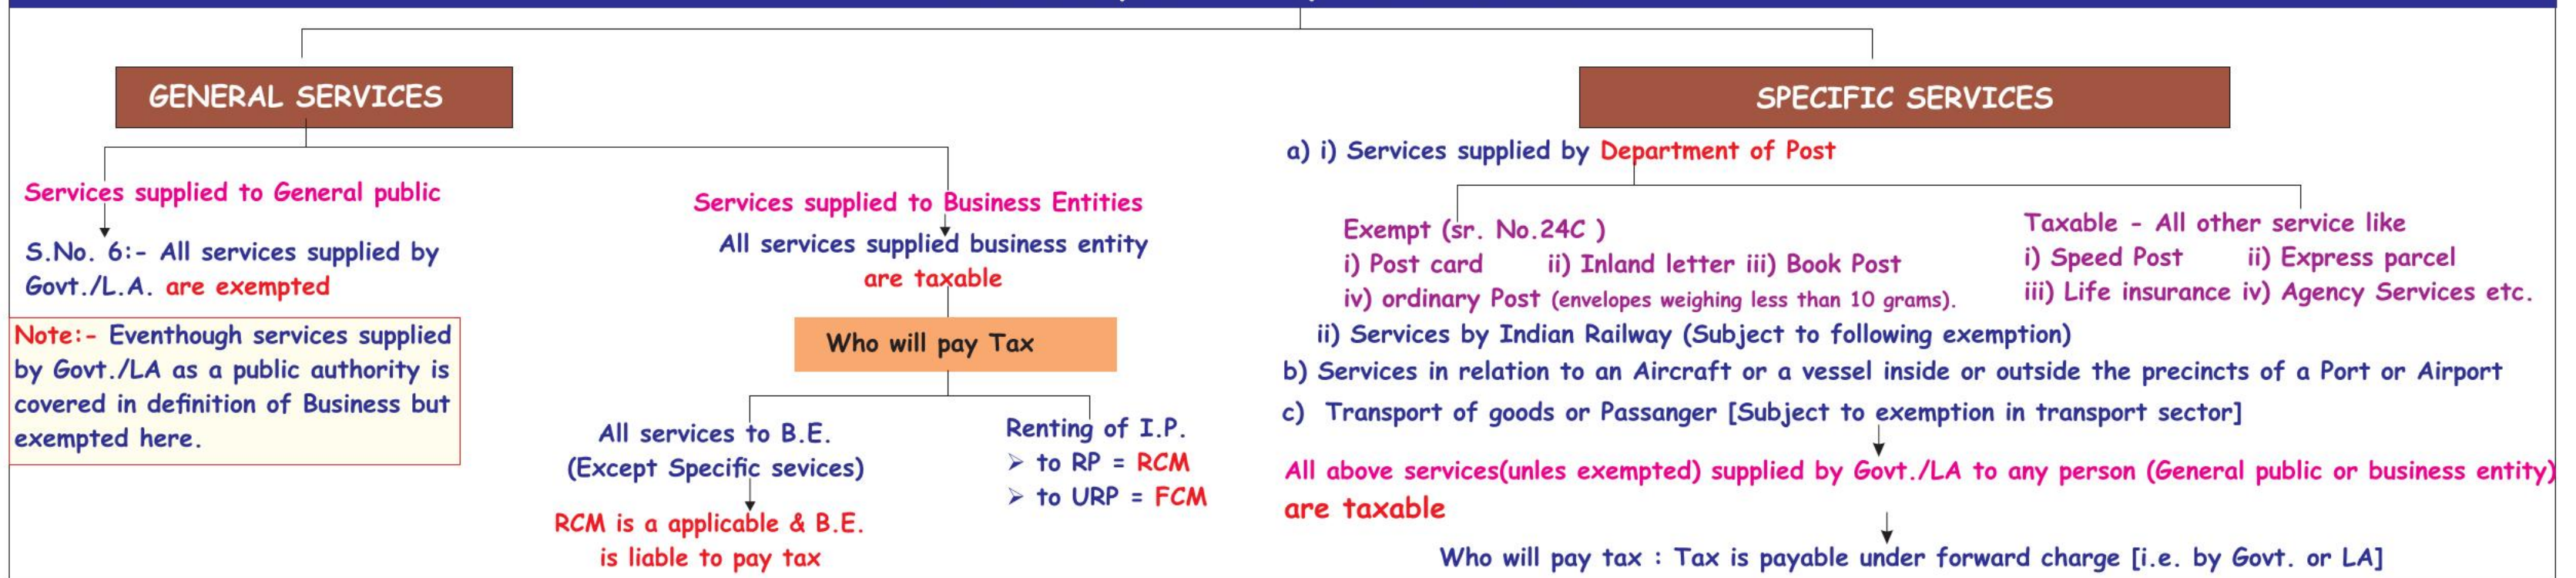 GENERAL SERVICES
Services supplied to General public
S.No. 6:- All services supplied by
Govt./L.A. are exempted
Note:- Eventhough services supplied
by Govt./LA as a public authority is
covered in definition of Business but
exempted here.
Services supplied to Business Entities
All services supplied business entity
are taxable
Who will pay Tax
All services to B.E.
(Except Specific sevices)
RCM is a applicable & B.E.
is liable to pay tax
Renting of I.P.
➢ to RP = RCM
➢ to URP = FCM
SPECIFIC SERVICES
a) i) Services supplied by Department of Post
Exempt (sr. No.24C )
i) Post card ii) Inland letter iii) Book Post
iv) ordinary Post (envelopes weighing less than 10 grams).
Taxable - All other service like
i) Speed Post ii) Express parcel
iii) Life insurance iv) Agency Services etc.
ii) Services by Indian Railway (Subject to following exemption)
b) Services in relation to an Aircraft or a vessel inside or outside the precincts of a Port or Airport
c) Transport of goods or Passanger [Subject to exemption in transport sector]
All above services(unles exempted) supplied by Govt./LA to any person (General public or business entity)
are taxable
Who will pay tax : Tax is payable under forward charge [i.e. by Govt. or LA]